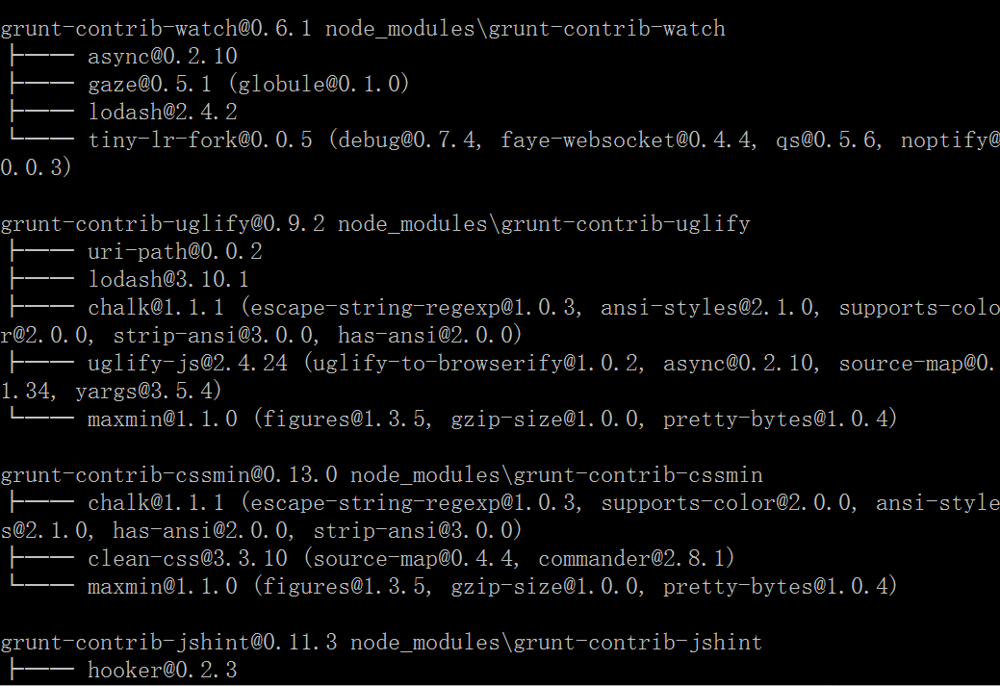 grunt-contrib-watch@0.6.1 node_modules\grunt-contrib-watch
├── async@0.2.10
├── gaze@0.5.1 (globule@0.1.0)
├── lodash@2.4.2
└── tiny-lr-fork@0.0.5 (debug@0.7.4, faye-websocket@0.4.4, qs@0.5.6, noptify@
0.0.3)
grunt-contrib-uglify@0.9.2 node_modules\grunt-contrib-uglify
├── uri-path@0.0.2
├── lodash@3.10.1
├── chalk@1.1.1 (escape-string-regexp@1.0.3, ansi-styles@2.1.0, supports-colo
r@2.0.0, strip-ansi@3.0.0, has-ansi@2.0.0)
├── uglify-js@2.4.24 (uglify-to-browserify@1.0.2, async@0.2.10, source-map@0.
1.34, yargs@3.5.4)
└── maxmin@1.1.0 (figures@1.3.5, gzip-size@1.0.0, pretty-bytes@1.0.4)
grunt-contrib-cssmin@0.13.0 node_modules\grunt-contrib-cssmin
├── chalk@1.1.1 (escape-string-regexp@1.0.3, supports-color@2.0.0, ansi-style
s@2.1.0, has-ansi@2.0.0, strip-ansi@3.0.0)
├── clean-css@3.3.10 (source-map@0.4.4, commander@2.8.1)
└── maxmin@1.1.0 (figures@1.3.5, gzip-size@1.0.0, pretty-bytes@1.0.4)
grunt-contrib-jshint@0.11.3 node_modules\grunt-contrib-jshint
├── hooker@0.2.3